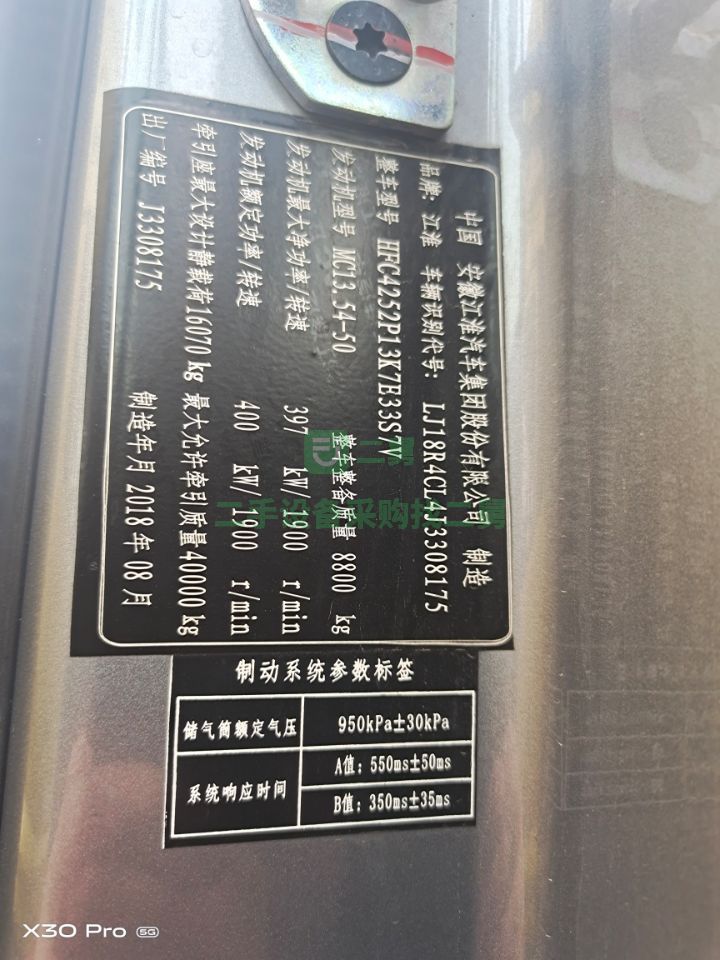 中国 安徽江淮汽车集团股份有限公司 制造
品牌: 江淮 车辆识别代号: LJ18R4CL4J3308175
整车型号 HFC4252P13K7E33S7V
发动机型号 MC13.54-50 整车整备质量 8800 kg
发动机最大净功率/转速 397 kW/1800 r/min
发动机额定功率/转速 400 kW/1900 r/min
牵引座最大设计静载荷16070 kg 最大允许牵引质量40000 kg
出厂编号 J3308175 制造年月 2018 年 08 月
二手设备采购找二勇
制动系统参数标签
储气筒额定气压 950kPa±30kPa
系统响应时间 A值: 550ms±50ms
B值: 350ms±35ms
X30 Pro 5G